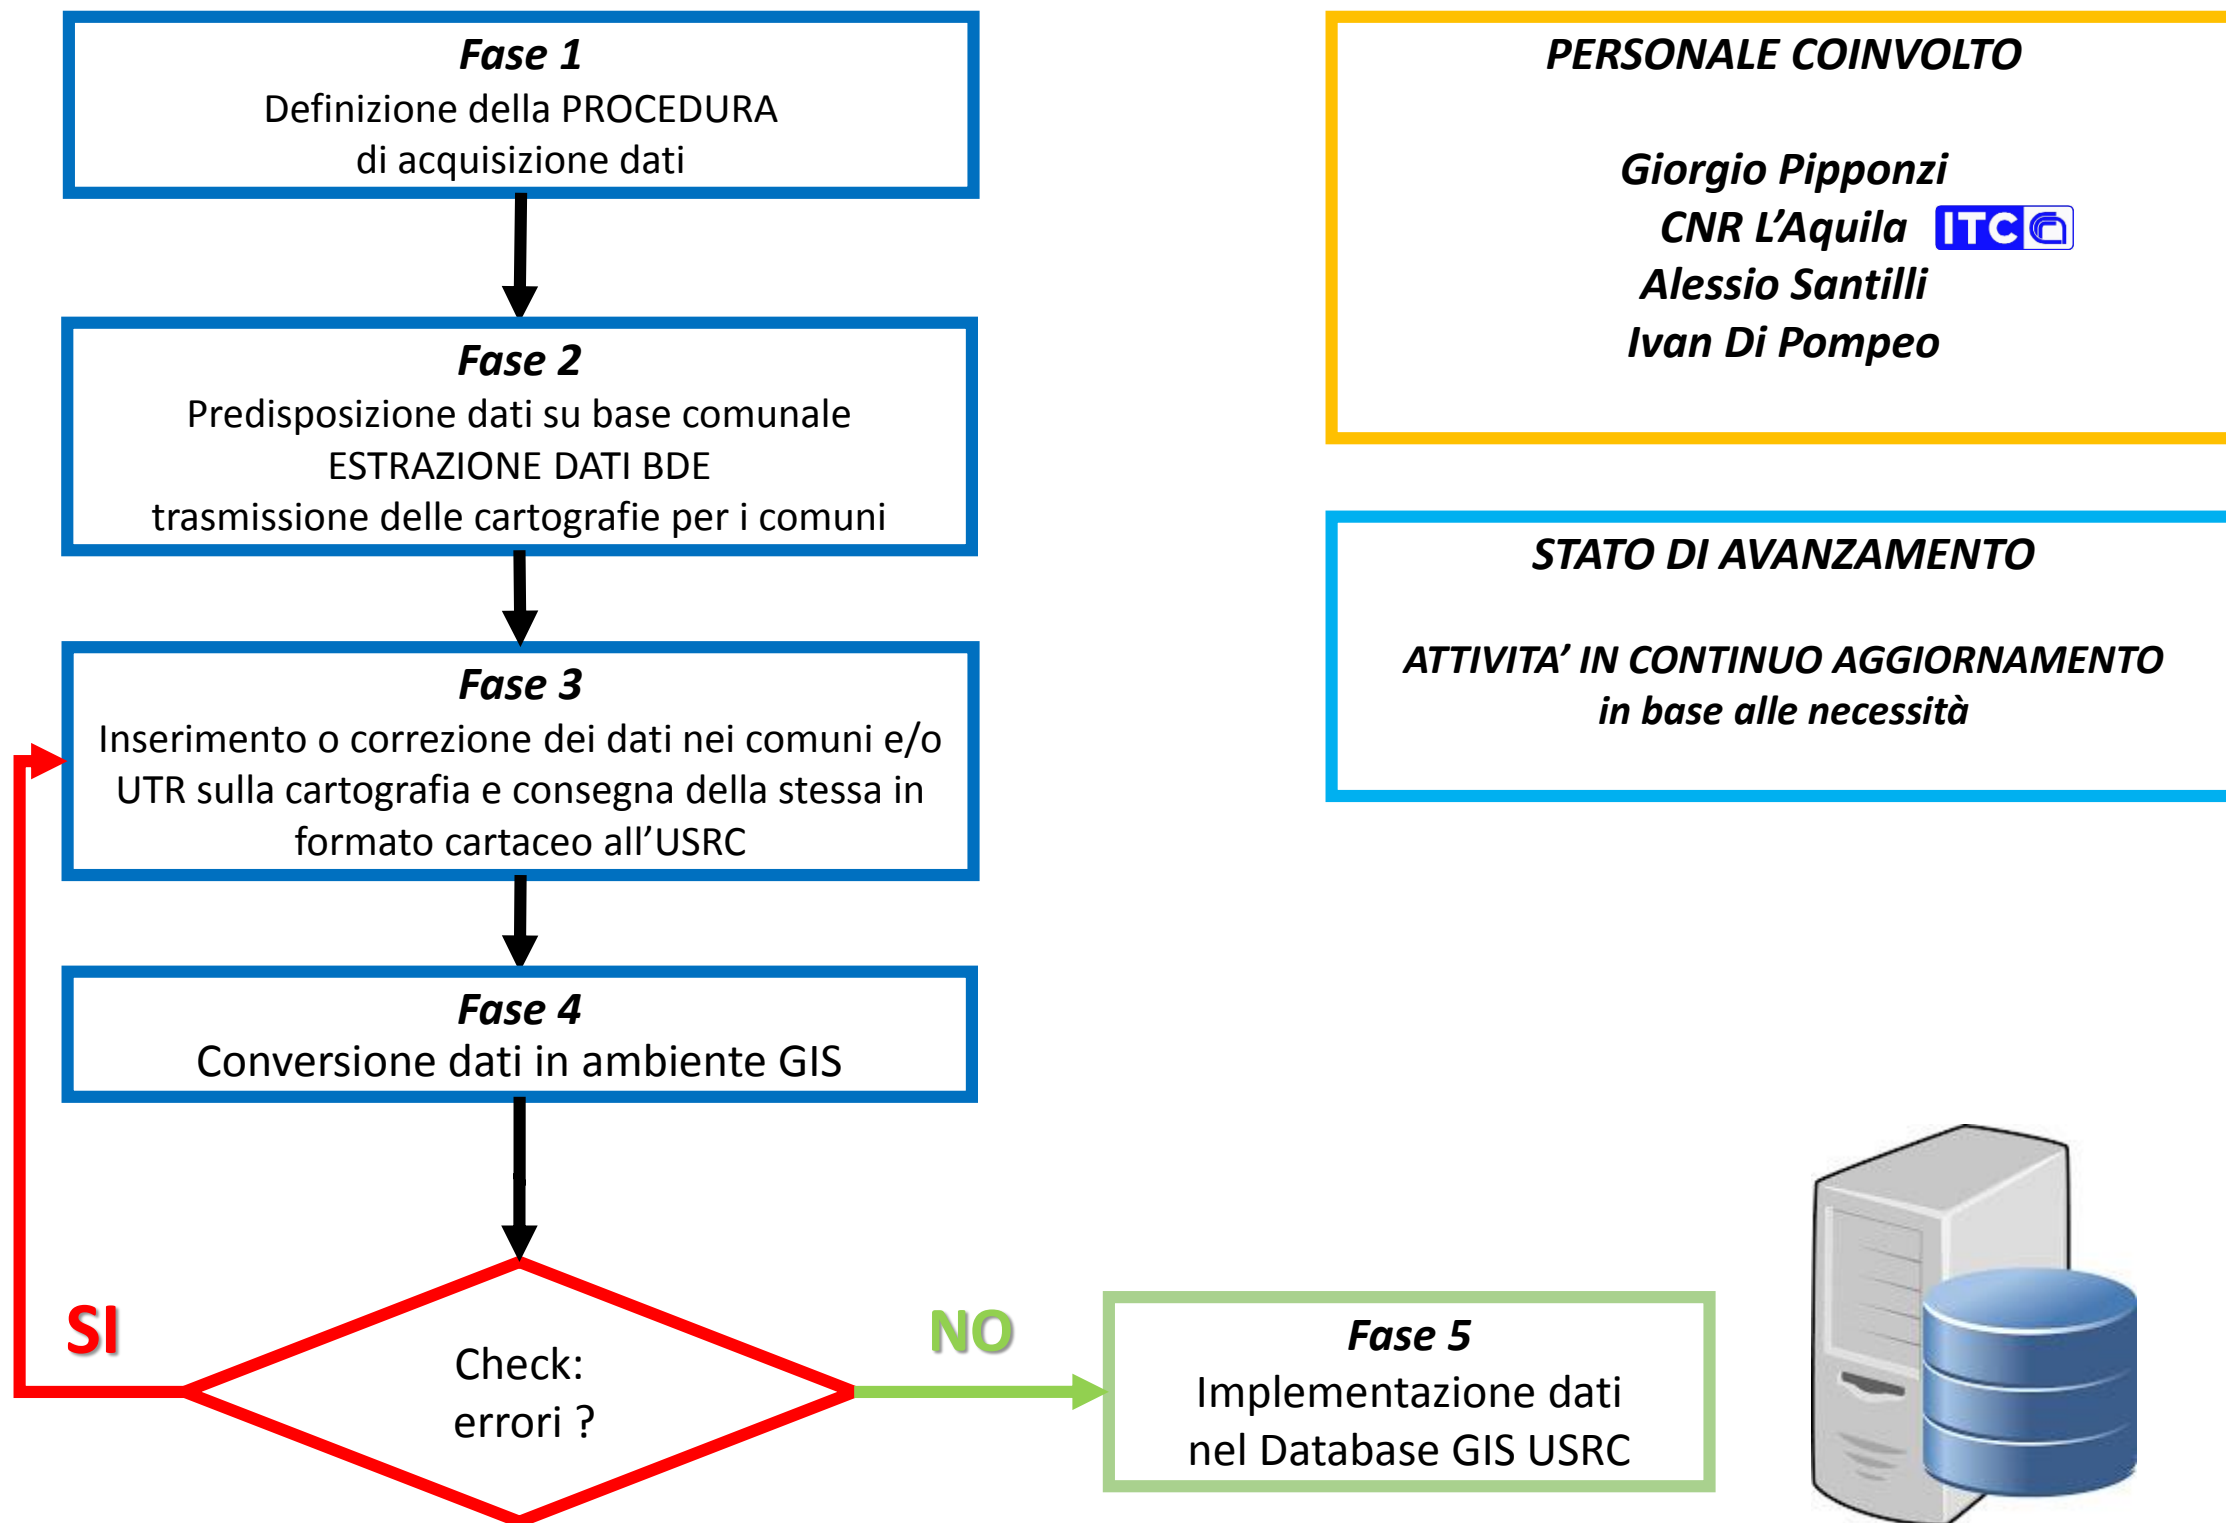 Fase 1
Definizione della PROCEDURA
di acquisizione dati
Fase 2
Predisposizione dati su base comunale
ESTRAZIONE DATI BDE
trasmissione delle cartografie per i comuni
Fase 3
Inserimento o correzione dei dati nei comuni e/o
UTR sulla cartografia e consegna della stessa in
formato cartaceo all’USRC
Fase 4
Conversione dati in ambiente GIS
SI
Check:
errori ?
NO
Fase 5
Implementazione dati
nel Database GIS USRC
PERSONALE COINVOLTO
Giorgio Pipponzi
CNR L’Aquila ITC
Alessio Santilli
Ivan Di Pompeo
STATO DI AVANZAMENTO
ATTIVITA’ IN CONTINUO AGGIORNAMENTO
in base alle necessità